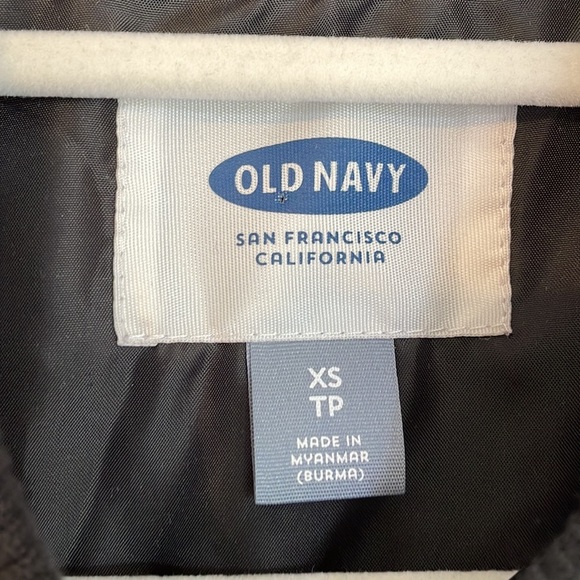 OLD NAVY
SAN FRANCISCO
CALIFORNIA
XS
TP
MADE IN
MYANMAR
(BURMA)